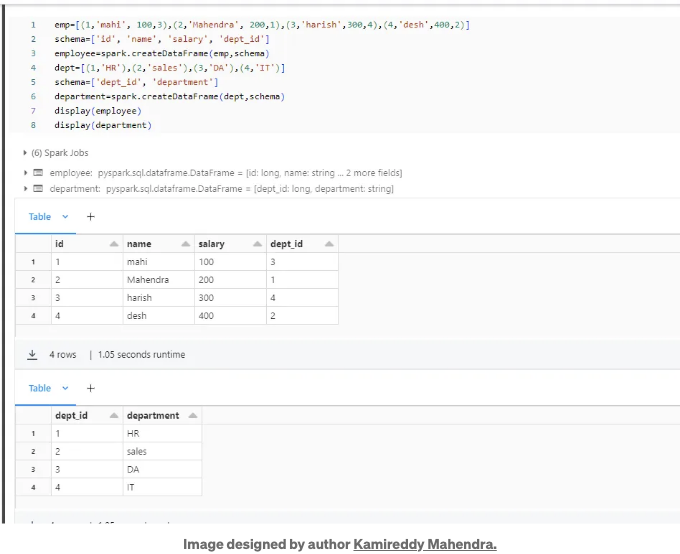 1 emp=[(1,'mahi', 100,3),(2,'Mahendra', 200,1),(3,'harish',300,4),(4,'desh',400,2)]
2 schema=['id', 'name', 'salary', 'dept_id']
3 employee=spark.createDataFrame(emp,schema)
4 dept=[(1,'HR'),(2,'sales'),(3,'DA'),(4,'IT')]
5 schema=['dept_id', 'department']
6 department=spark.createDataFrame(dept,schema)
7 display(employee)
8 display(department)
(6) Spark Jobs
employee: pyspark.sql.dataframe.DataFrame = [id: long, name: string ... 2 more fields]
department: pyspark.sql.dataframe.DataFrame = [dept_id: long, department: string]
Table +
id name salary dept_id
1 1 mahi 100 3
2 2 Mahendra 200 1
3 3 harish 300 4
4 4 desh 400 2
4 rows | 1.05 seconds runtime
Table +
dept_id department
1 1 HR
2 2 sales
3 3 DA
4 4 IT
Image designed by author Kamireddy Mahendra.